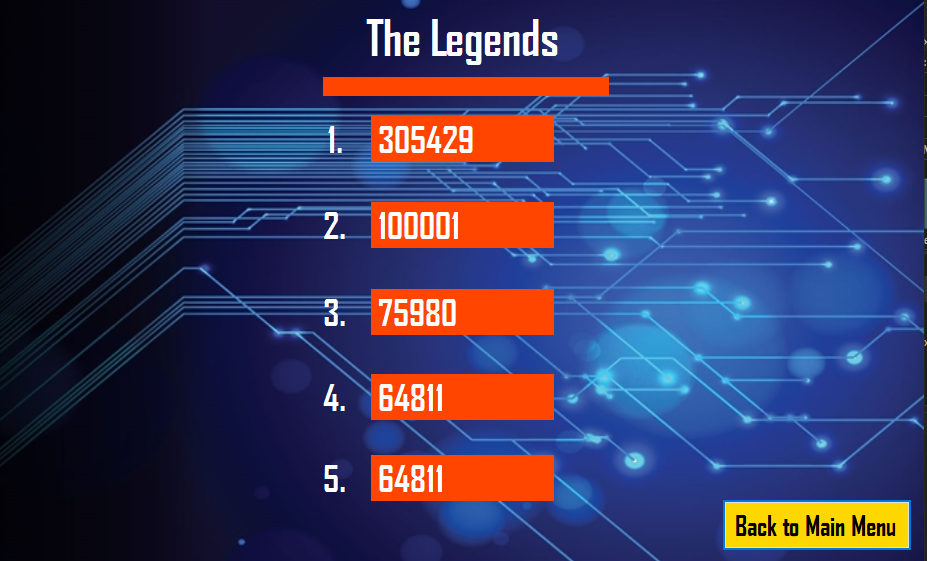 The Legends
1. 305429
2. 100001
3. 75980
4. 64811
5. 64811
Back to Main Menu